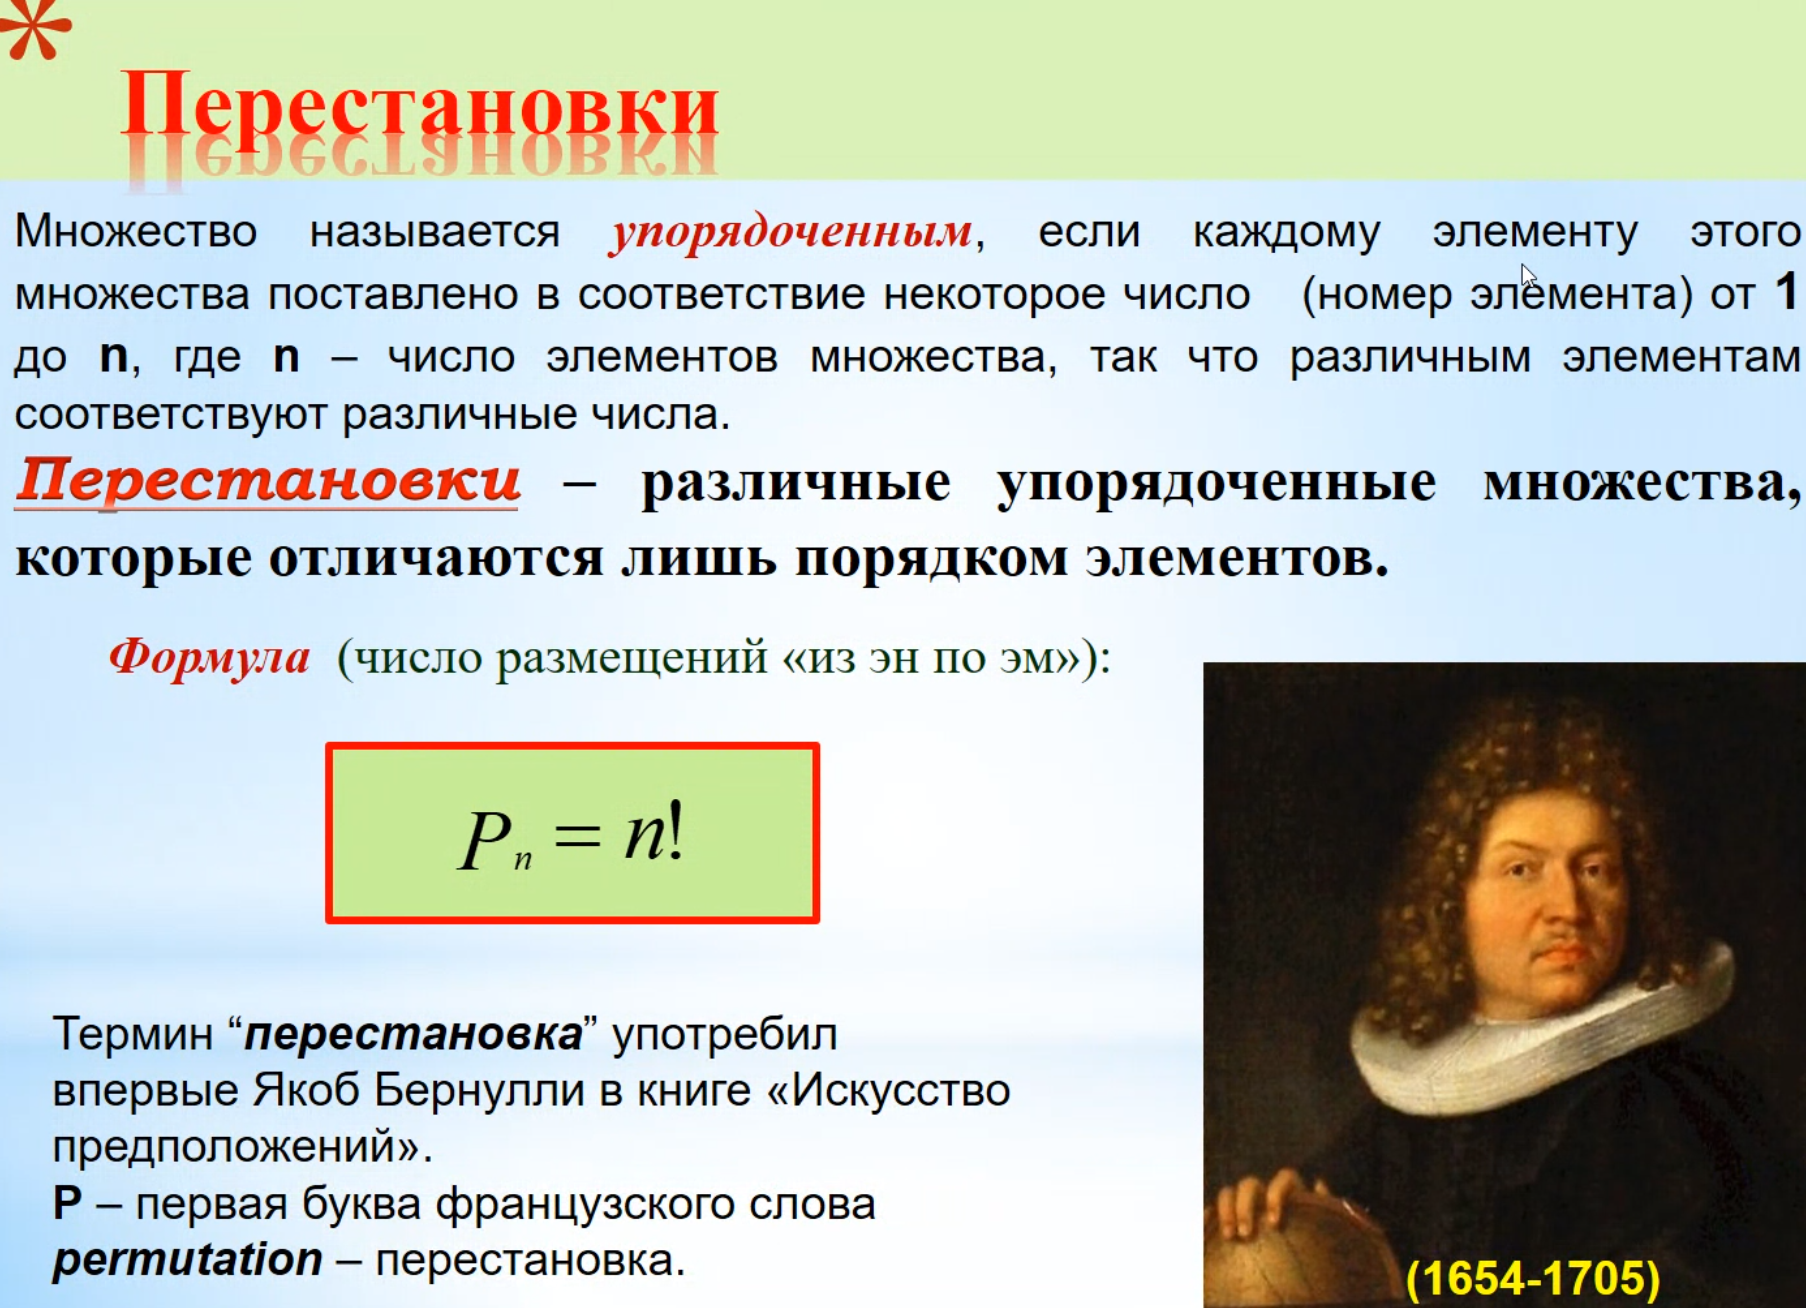 Перестановки
Множество называется упорядоченным, если каждому элементу этого
множества поставлено в соответствие некоторое число (номер элемента) от 1
до n, где n – число элементов множества, так что различным элементам
соответствуют различные числа.
Перестановки – различные упорядоченные множества,
которые отличаются лишь порядком элементов.
Формула (число размещений «из эн по эм»):
Pₙ = n!
Термин “перестановка” употребил
впервые Якоб Бернулли в книге «Искусство
предположений».
P – первая буква французского слова
permutation – перестановка.
(1654-1705)